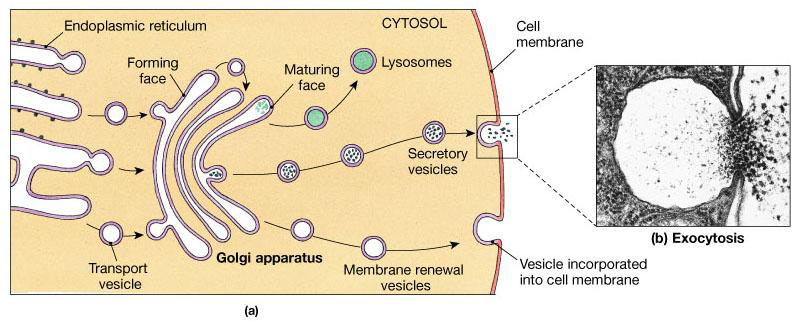 Endoplasmic reticulum
CYTOSOL
Cell
membrane
Forming
face
Maturing
face
Lysosomes
Secretory
vesicles
(b) Exocytosis
Golgi apparatus
Transport
vesicle
Membrane renewal
vesicles
Vesicle incorporated
into cell membrane
(a)